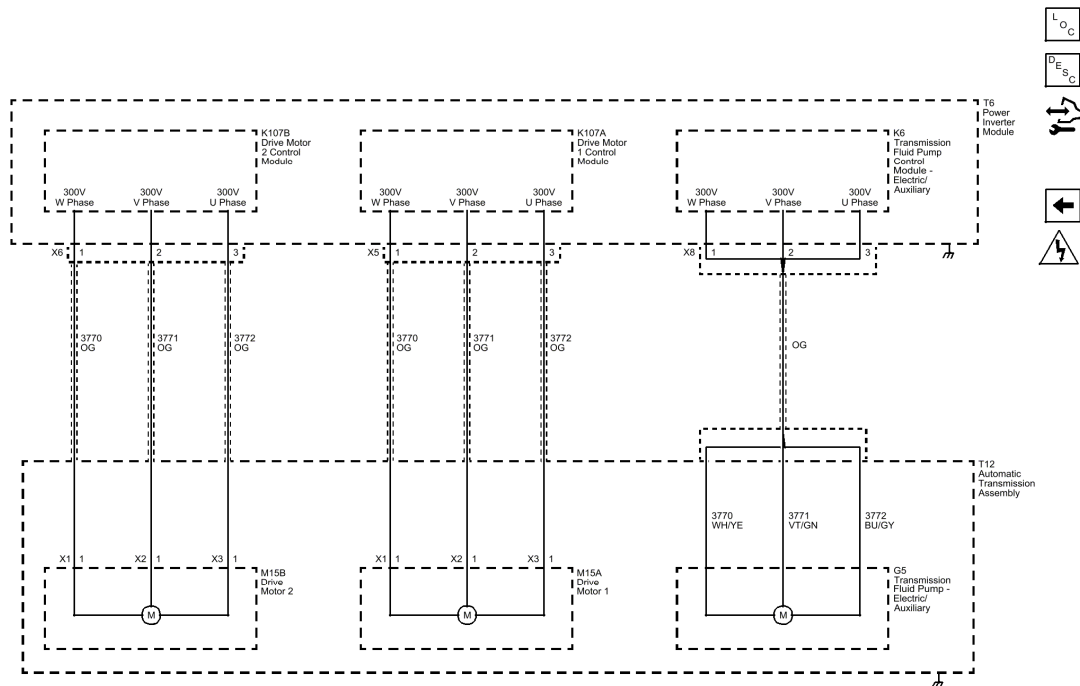 L
O
C
D
E
S
C
T6
Power
Inverter
Module
K107B
Drive Motor
2 Control
Module
K107A
Drive Motor
1 Control
Module
K6
Transmission
Fluid Pump
Control
Module -
Electric/
Auxiliary
300V
W Phase
300V
V Phase
300V
U Phase
300V
W Phase
300V
V Phase
300V
U Phase
300V
W Phase
300V
V Phase
300V
U Phase
X6 1 2 3
X5 1 2 3
X8 1 2 3
3770
OG
3771
OG
3772
OG
3770
OG
3771
OG
3772
OG
OG
T12
Automatic
Transmission
Assembly
3770
WH/YE
3771
VT/GN
3772
BU/GY
X1 1 X2 1 X3 1
X1 1 X2 1 X3 1
M15B
Drive
Motor 2
M15A
Drive
Motor 1
G5
Transmission
Fluid Pump -
Electric/
Auxiliary
M
M
M